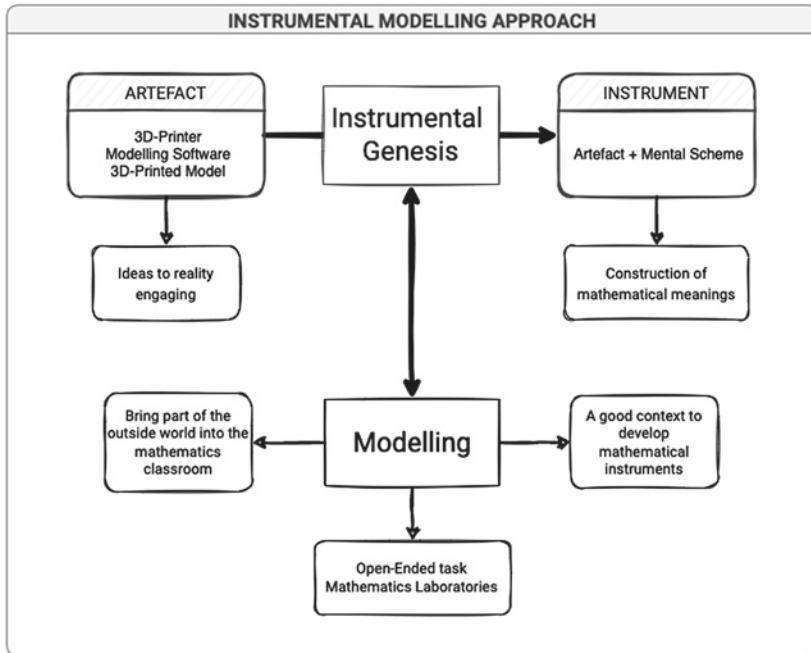 INSTRUMENTAL MODELLING APPROACH
ARTEFACT
3D-Printer
Modelling Software
3D-Printed Model
Instrumental
Genesis
INSTRUMENT
Artefact + Mental Scheme
Ideas to reality
engaging
Construction of
mathematical meanings
Bring part of the
outside world into the
mathematics
classroom
Modelling
A good context to
develop
mathematical
instruments
Open-Ended task
Mathematics Laboratories